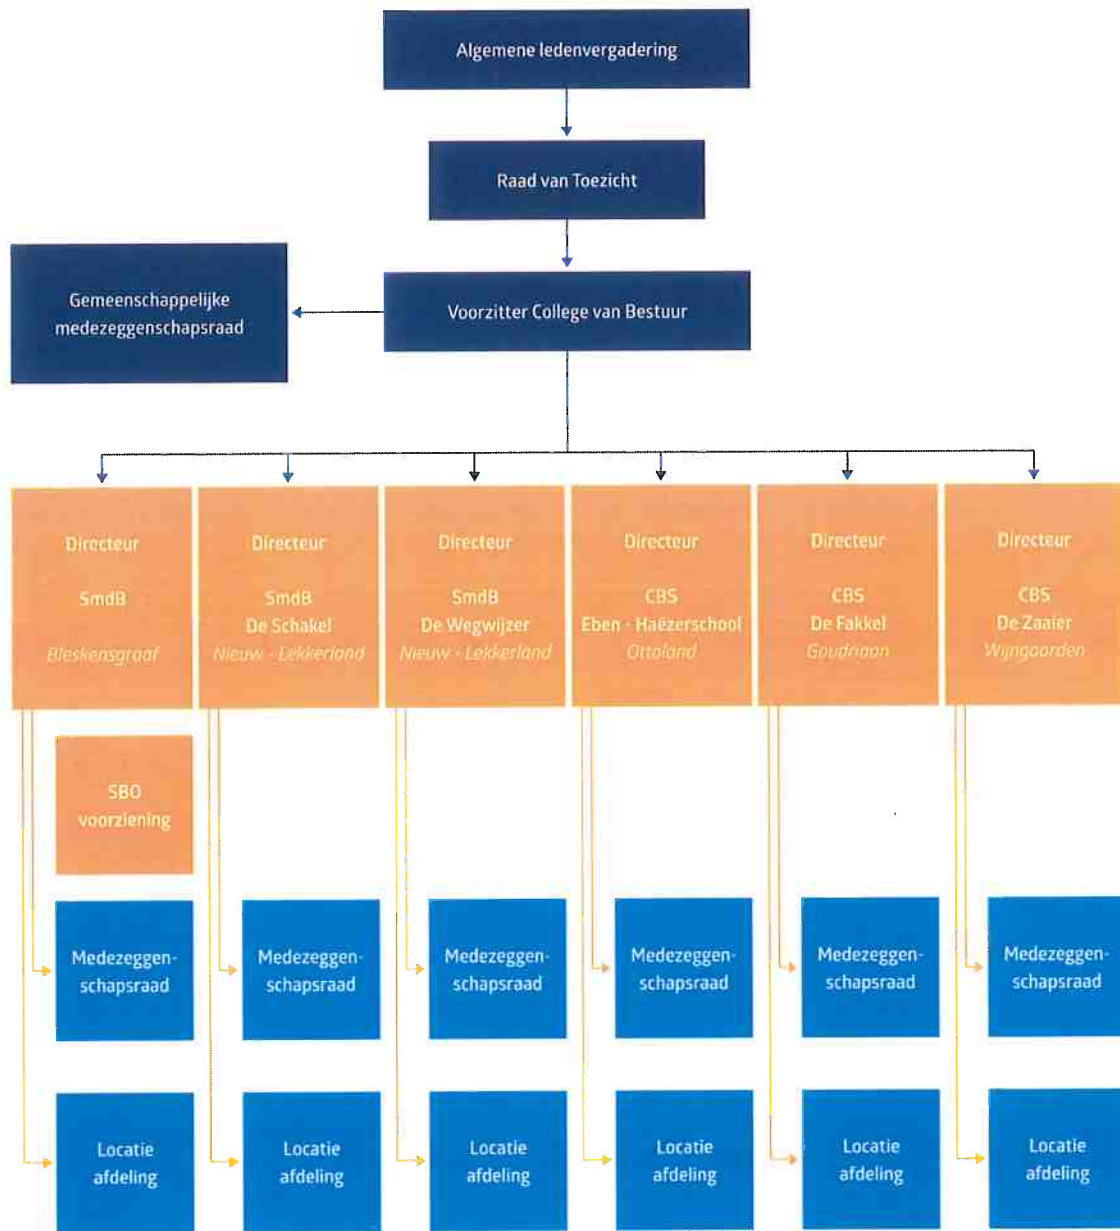 Algemene ledenvergadering
Raad van Toezicht
Gemeenschappelijke
medezeggenschapsraad
Voorzitter College van Bestuur
Directeur
SmdB
Bleskensgraaf
Directeur
SmdB
De Schakel
Nieuw - Lekkerland
Directeur
SmdB
De Wegwijzer
Nieuw - Lekkerland
Directeur
CBS
Eben - Haëzerschool
Ottoland
Directeur
CBS
De Fakkel
Goudriaan
Directeur
CBS
De Zaaier
Wijngaarden
SBO
voorziening
Medezeggen-
schapsraad
Medezeggen-
schapsraad
Medezeggen-
schapsraad
Medezeggen-
schapsraad
Medezeggen-
schapsraad
Medezeggen-
schapsraad
Locatie
afdeling
Locatie
afdeling
Locatie
afdeling
Locatie
afdeling
Locatie
afdeling
Locatie
afdeling